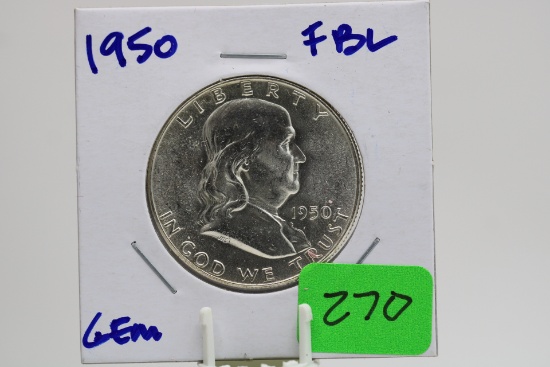 1950 FBL
LIBERTY
1950
IN GOD WE TRUST
GEm
270